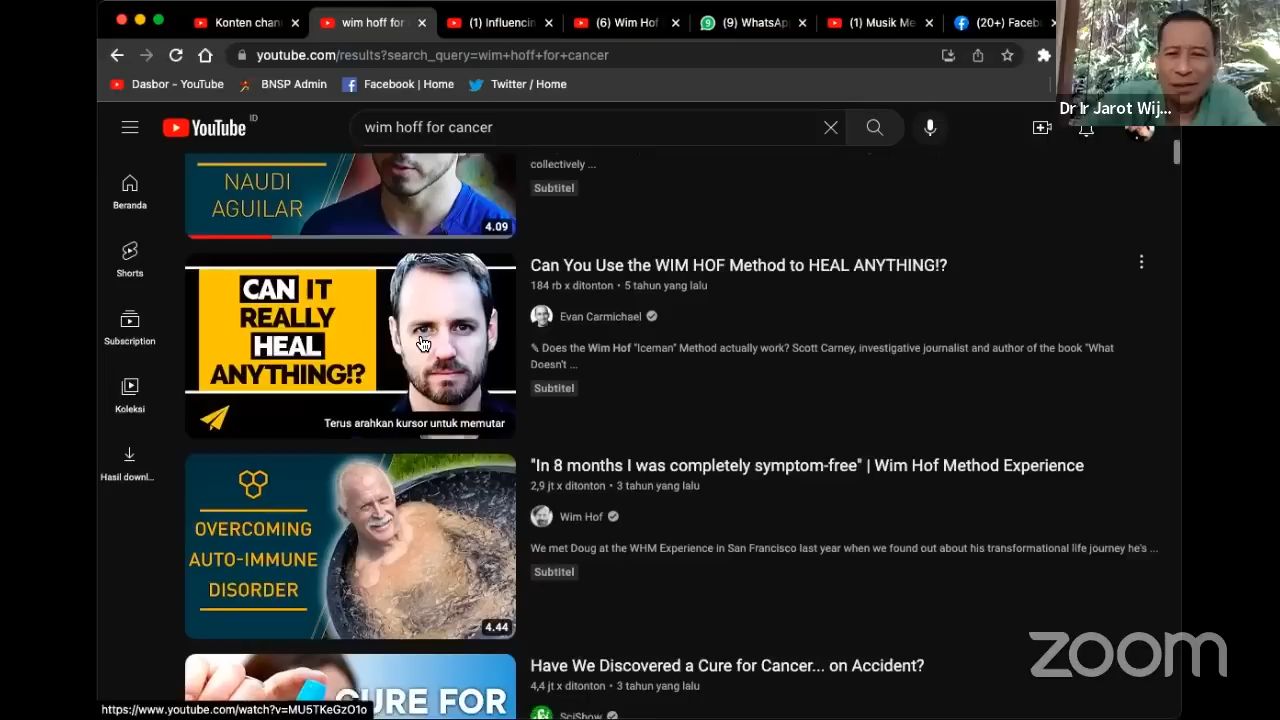 Konten chan
wim hoff for
(1) Influencin
(6) Wim Hof
(9) WhatsAp
(1) Musik Me
(20+) Faceb
youtube.com/results?search_query=wim+hoff+for+cancer
Dasbor - YouTube
BNSP Admin
Facebook | Home
Twitter / Home
Dr Ir Jarot Wij...
YouTube ID
wim hoff for cancer
Beranda
Shorts
Subscription
Koleksi
Hasil downl...
NAUDI
AGUILAR
4.09
collectively ...
Subtitel
CAN IT
REALLY
HEAL
ANYTHING!?
Terus arahkan kursor untuk memutar
Can You Use the WIM HOF Method to HEAL ANYTHING!?
184 rb x ditonton • 5 tahun yang lalu
Evan Carmichael
✎ Does the Wim Hof "Iceman" Method actually work? Scott Carney, investigative journalist and author of the book "What
Doesn't ...
Subtitel
OVERCOMING
AUTO-IMMUNE
DISORDER
4.44
"In 8 months I was completely symptom-free" | Wim Hof Method Experience
2,9 jt x ditonton • 3 tahun yang lalu
Wim Hof
We met Doug at the WHM Experience in San Francisco last year when we found out about his transformational life journey he's ...
Subtitel
CURE FOR
Have We Discovered a Cure for Cancer... on Accident?
4,4 jt x ditonton • 3 tahun yang lalu
SciShow
https://www.youtube.com/watch?v=MU5TKeGzO1o
zoom